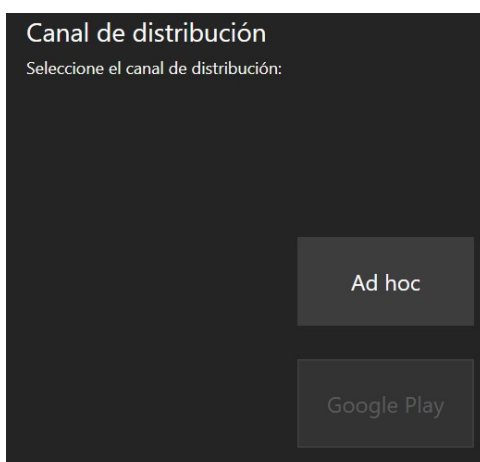 Canal de distribución
Seleccione el canal de distribución:
Ad hoc
Google Play